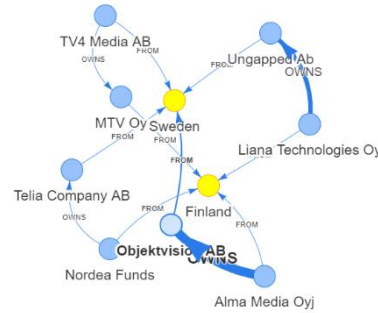 TV4 Media AB
Ungapped Ab
OWNS
FROM
FROM
OWNS
MTV Oy
Sweden
FROM
FROM
FROM
Liana Technologies Oy
Telia Company AB
Finland
OWNS
FROM
FROM
Objektvision AB
OWNS
Nordea Funds
Alma Media Oyj